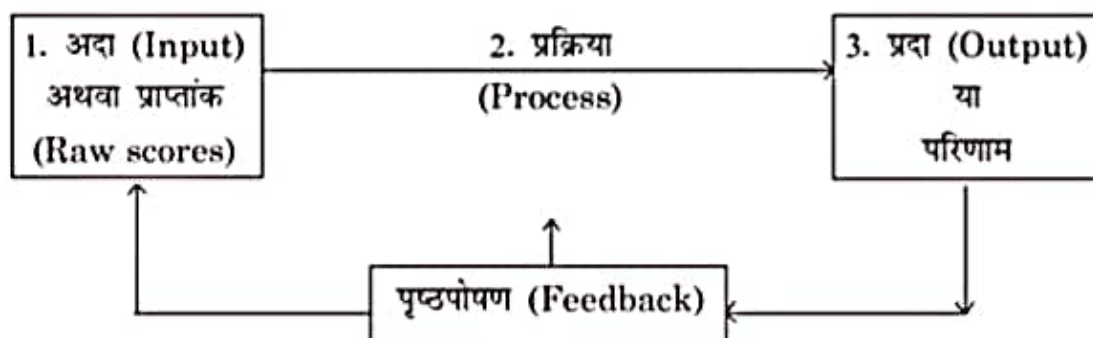 1. अदा (Input)
अथवा प्राप्तांक
(Raw scores)
2. प्रक्रिया
(Process)
3. प्रदा (Output)
या
परिणाम
पृष्ठपोषण (Feedback)